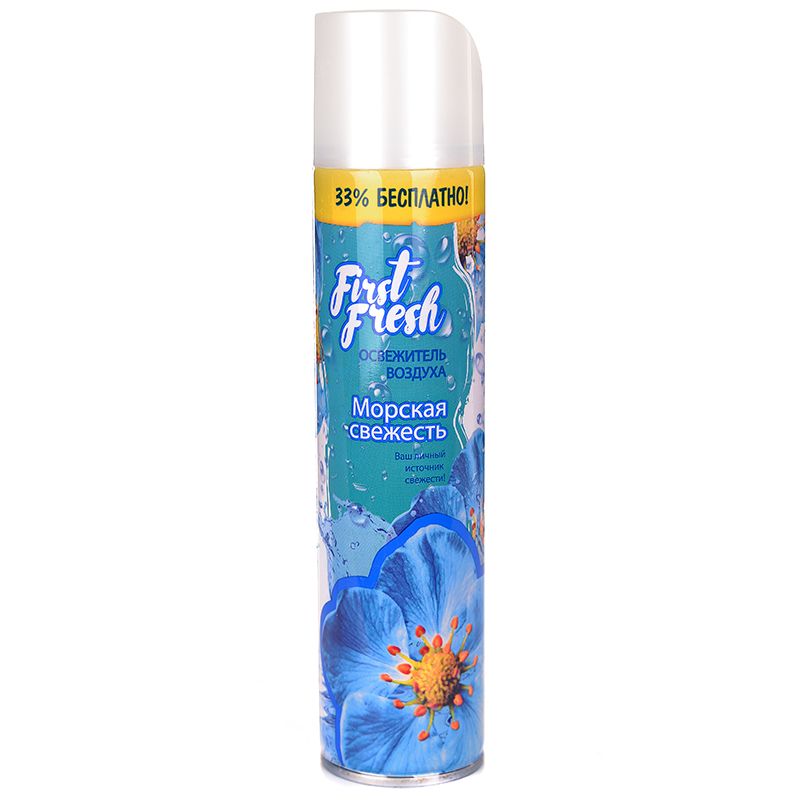 33% БЕСПЛАТНО!
First
Fresh
ОСВЕЖИТЕЛЬ
ВОЗДУХА
Морская
свежесть
Ваш личный
источник
свежести!